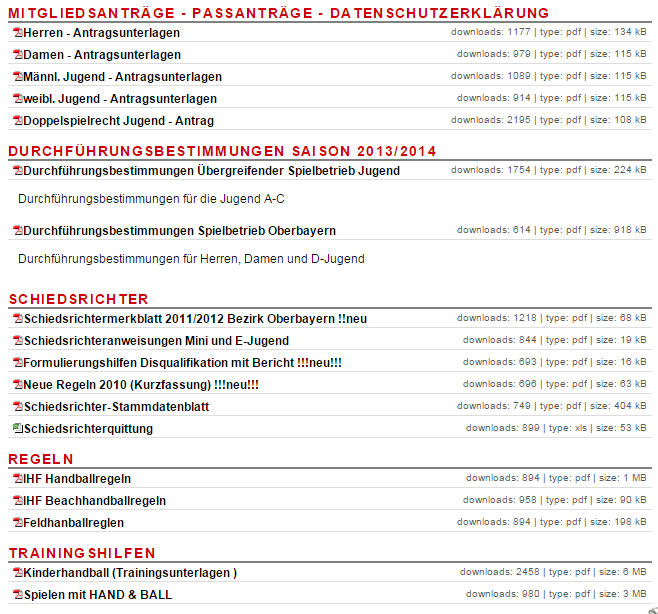 MITGLIEDSANTRÄGE - PASSANTRÄGE - DATENSCHUTZERKLÄRUNG
Herren - Antragsunterlagen downloads: 1177 | type: pdf | size: 134 kB
Damen - Antragsunterlagen downloads: 979 | type: pdf | size: 115 kB
Männl. Jugend - Antragsunterlagen downloads: 1089 | type: pdf | size: 115 kB
weibl. Jugend - Antragsunterlagen downloads: 914 | type: pdf | size: 115 kB
Doppelspielrecht Jugend - Antrag downloads: 2195 | type: pdf | size: 108 kB
DURCHFÜHRUNGSBESTIMMUNGEN SAISON 2013/2014
Durchführungsbestimmungen Übergreifender Spielbetrieb Jugend downloads: 1754 | type: pdf | size: 224 kB
Durchführungsbestimmungen für die Jugend A-C
Durchführungsbestimmungen Spielbetrieb Oberbayern downloads: 614 | type: pdf | size: 918 kB
Durchführungsbestimmungen für Herren, Damen und D-Jugend
SCHIEDSRICHTER
Schiedsrichtermerkblatt 2011/2012 Bezirk Oberbayern !!neu downloads: 1218 | type: pdf | size: 68 kB
Schiedsrichteranweisungen Mini und E-Jugend downloads: 844 | type: pdf | size: 19 kB
Formulierungshilfen Disqualifikation mit Bericht !!!neu!!! downloads: 693 | type: pdf | size: 16 kB
Neue Regeln 2010 (Kurzfassung) !!!neu!!! downloads: 696 | type: pdf | size: 63 kB
Schiedsrichter-Stammdatenblatt downloads: 749 | type: pdf | size: 404 kB
Schiedsrichterquittung downloads: 899 | type: xls | size: 53 kB
REGELN
IHF Handballregeln downloads: 894 | type: pdf | size: 1 MB
IHF Beachhandballregeln downloads: 958 | type: pdf | size: 90 kB
Feldhanballreglen downloads: 894 | type: pdf | size: 198 kB
TRAININGSHILFEN
Kinderhandball (Trainingsunterlagen ) downloads: 2458 | type: pdf | size: 6 MB
Spielen mit HAND & BALL downloads: 980 | type: pdf | size: 3 MB